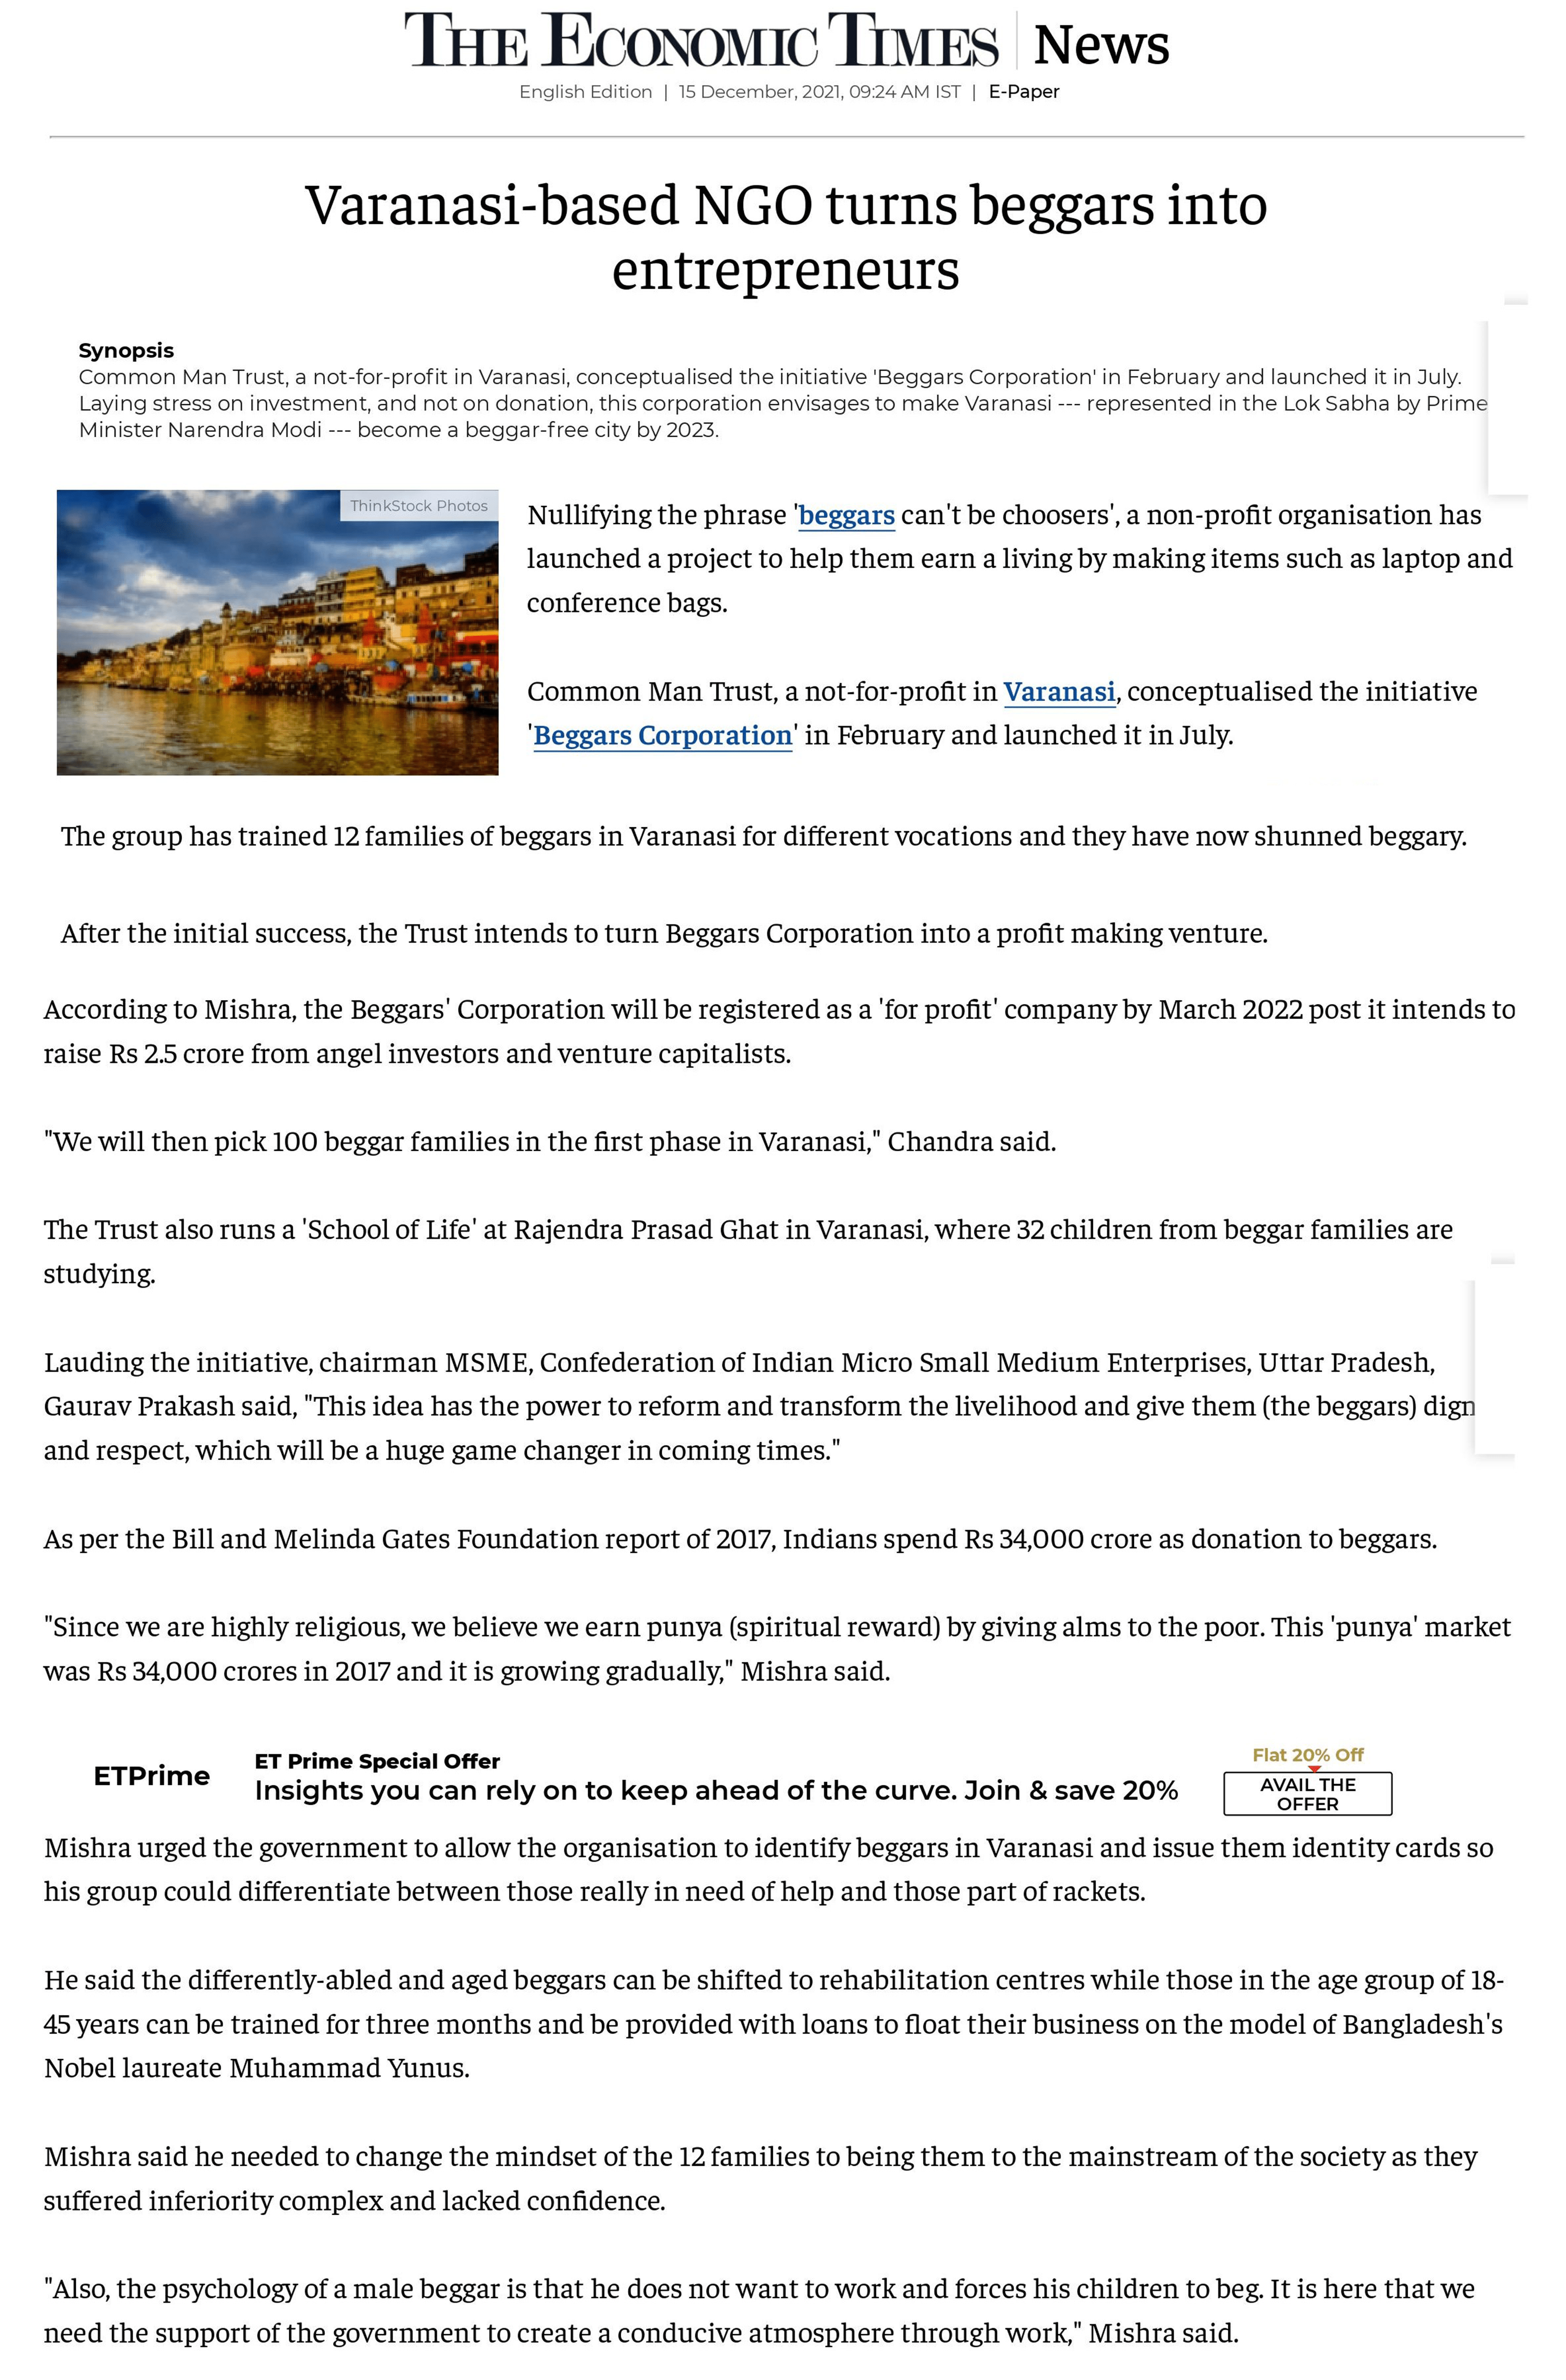 THE ECONOMIC TIMES | News
English Edition | 15 December, 2021, 09:24 AM IST | E-Paper
Varanasi-based NGO turns beggars into
entrepreneurs
Synopsis
Common Man Trust, a not-for-profit in Varanasi, conceptualised the initiative 'Beggars Corporation' in February and launched it in July.
Laying stress on investment, and not on donation, this corporation envisages to make Varanasi --- represented in the Lok Sabha by Prime
Minister Narendra Modi --- become a beggar-free city by 2023.
ThinkStock Photos
Nullifying the phrase 'beggars can't be choosers', a non-profit organisation has
launched a project to help them earn a living by making items such as laptop and
conference bags.
Common Man Trust, a not-for-profit in Varanasi, conceptualised the initiative
'Beggars Corporation' in February and launched it in July.
The group has trained 12 families of beggars in Varanasi for different vocations and they have now shunned beggary.
After the initial success, the Trust intends to turn Beggars Corporation into a profit making venture.
According to Mishra, the Beggars' Corporation will be registered as a 'for profit' company by March 2022 post it intends to
raise Rs 2.5 crore from angel investors and venture capitalists.
"We will then pick 100 beggar families in the first phase in Varanasi," Chandra said.
The Trust also runs a 'School of Life' at Rajendra Prasad Ghat in Varanasi, where 32 children from beggar families are
studying.
Lauding the initiative, chairman MSME, Confederation of Indian Micro Small Medium Enterprises, Uttar Pradesh,
Gaurav Prakash said, "This idea has the power to reform and transform the livelihood and give them (the beggars) dign
and respect, which will be a huge game changer in coming times."
As per the Bill and Melinda Gates Foundation report of 2017, Indians spend Rs 34,000 crore as donation to beggars.
"Since we are highly religious, we believe we earn punya (spiritual reward) by giving alms to the poor. This 'punya' market
was Rs 34,000 crores in 2017 and it is growing gradually," Mishra said.
ETPrime
ET Prime Special Offer
Insights you can rely on to keep ahead of the curve. Join & save 20%
Flat 20% Off
AVAIL THE
OFFER
Mishra urged the government to allow the organisation to identify beggars in Varanasi and issue them identity cards so
his group could differentiate between those really in need of help and those part of rackets.
He said the differently-abled and aged beggars can be shifted to rehabilitation centres while those in the age group of 18-
45 years can be trained for three months and be provided with loans to float their business on the model of Bangladesh's
Nobel laureate Muhammad Yunus.
Mishra said he needed to change the mindset of the 12 families to being them to the mainstream of the society as they
suffered inferiority complex and lacked confidence.
"Also, the psychology of a male beggar is that he does not want to work and forces his children to beg. It is here that we
need the support of the government to create a conducive atmosphere through work," Mishra said.